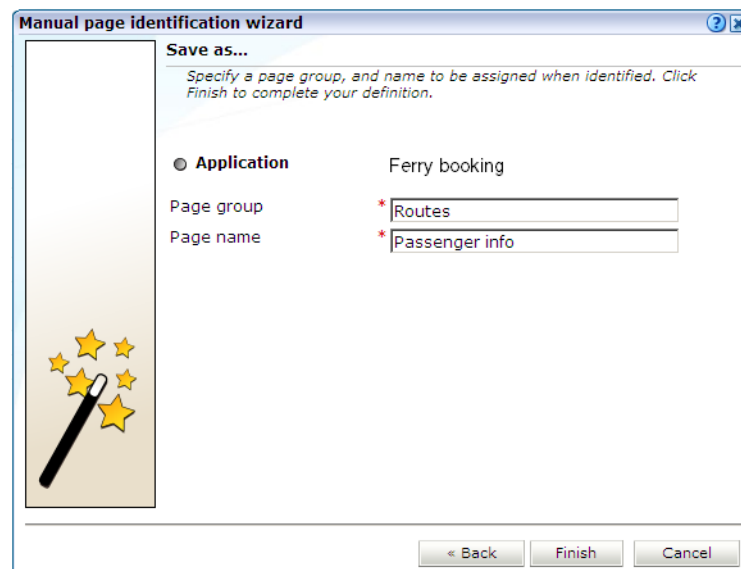 Manual page identification wizard
Save as...
Specify a page group, and name to be assigned when identified. Click
Finish to complete your definition.
Application Ferry booking
Page group * Routes
Page name * Passenger info
« Back Finish Cancel